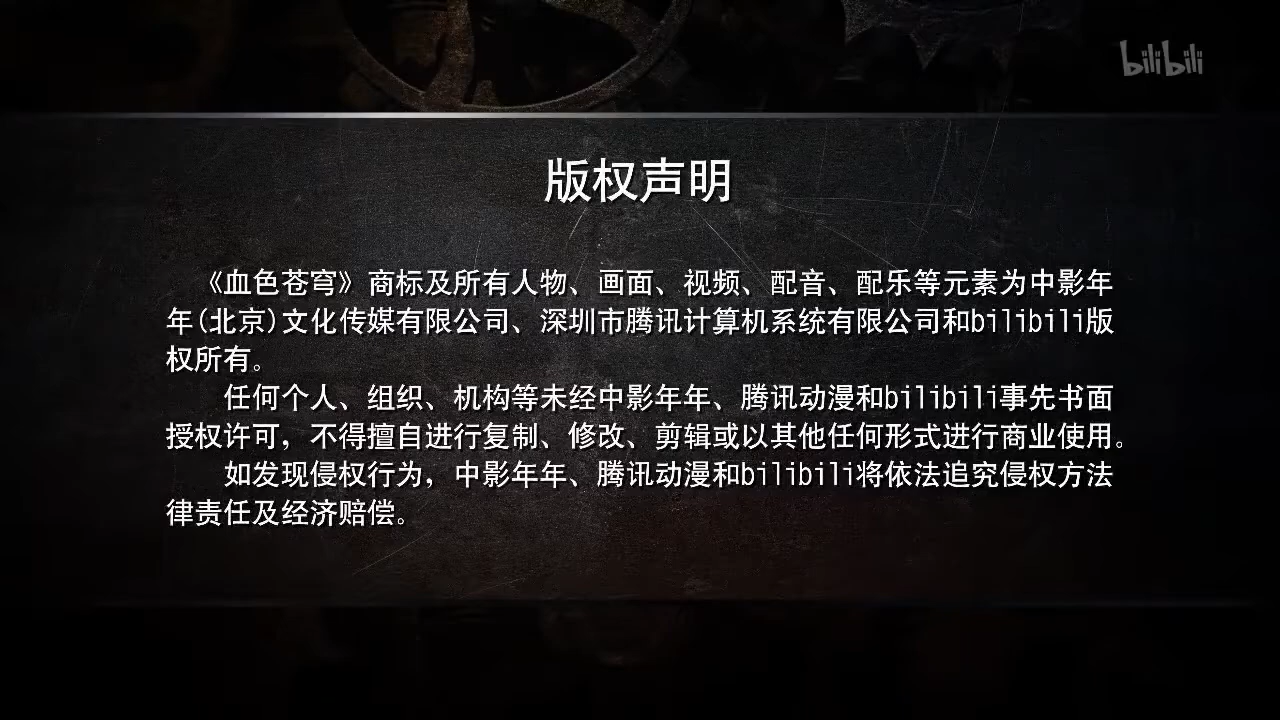 bilibili
版权声明
《血色苍穹》商标及所有人物、画面、视频、配音、配乐等元素为中影年
年(北京)文化传媒有限公司、深圳市腾讯计算机系统有限公司和bilibili版
权所有。
任何个人、组织、机构等未经中影年年、腾讯动漫和bilibili事先书面
授权许可，不得擅自进行复制、修改、剪辑或以其他任何形式进行商业使用。
如发现侵权行为，中影年年、腾讯动漫和bilibili将依法追究侵权方法
律责任及经济赔偿。